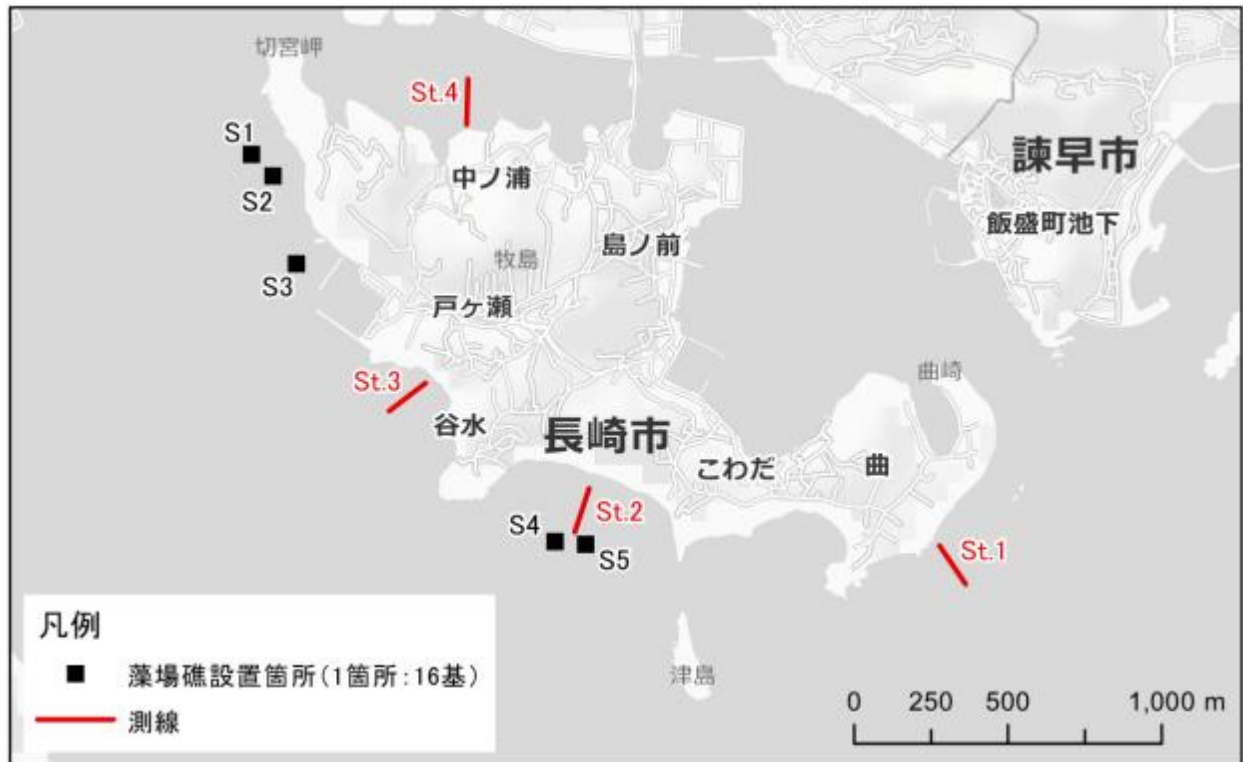 切宮岬
St.4
S1
S2
中ノ浦
諫早市
飯盛町池下
島ノ前
牧島
S3
戸ヶ瀬
St.3
曲崎
谷水
長崎市
こわだ
曲
St.2
S4
S5
St.1
津島
凡例
藻場礁設置箇所(1箇所:16基)
測線
0 250 500 1,000 m